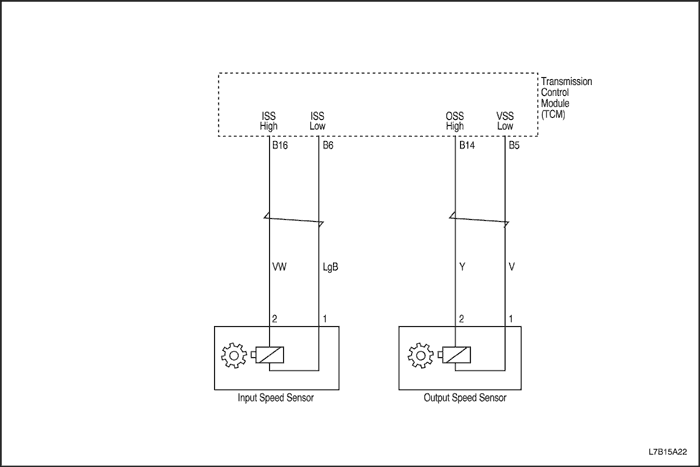 Transmission
Control
Module
(TCM)
ISS
High
ISS
Low
OSS
High
VSS
Low
B16
B6
B14
B5
VW
LgB
Y
V
2
1
2
1
Input Speed Sensor
Output Speed Sensor
L7B15A22